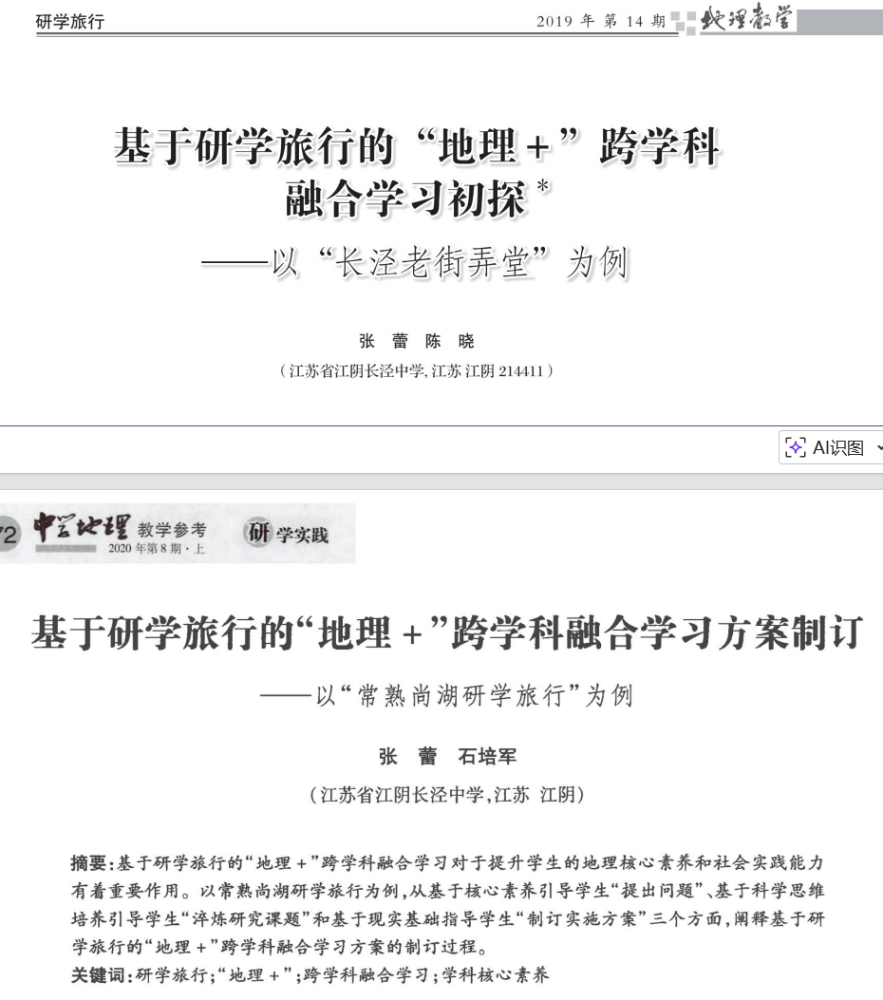 研学旅行
2019 年 第 14 期 地理教学
基于研学旅行的“地理+”跨学科
融合学习初探*
——以“长泾老街弄堂”为例
张 蕾 陈 晓
（江苏省江阴长泾中学, 江苏 江阴 214411）
AI识图
72 中学地理 教学参考 研学实践
2020 年第 8 期·上
基于研学旅行的“地理+”跨学科融合学习方案制订
——以“常熟尚湖研学旅行”为例
张 蕾 石培军
(江苏省江阴长泾中学,江苏 江阴)
摘要:基于研学旅行的“地理+”跨学科融合学习对于提升学生的地理核心素养和社会实践能力
有着重要作用。以常熟尚湖研学旅行为例,从基于核心素养引导学生“提出问题”、基于科学思维
培养引导学生“淬炼研究课题”和基于现实基础指导学生“制订实施方案”三个方面,阐释基于研
学旅行的“地理+”跨学科融合学习方案的制订过程。
关键词:研学旅行;“地理+”;跨学科融合学习;学科核心素养